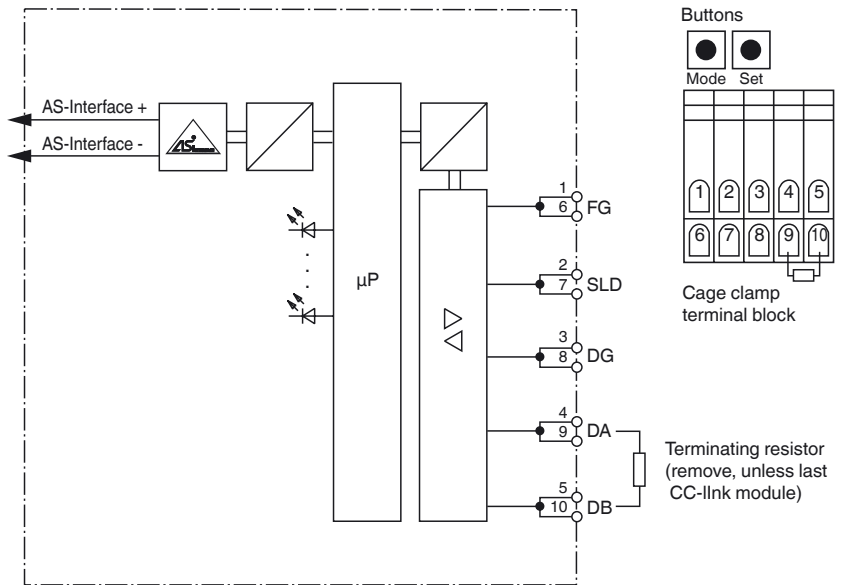 Buttons
Mode Set
AS-Interface +
AS-Interface -
ASi
µP
1
6 FG
2
7 SLD
3
8 DG
4
9 DA
5
10 DB
1 2 3 4 5
6 7 8 9 10
Cage clamp
terminal block
Terminating resistor
(remove, unless last
CC-lInk module)